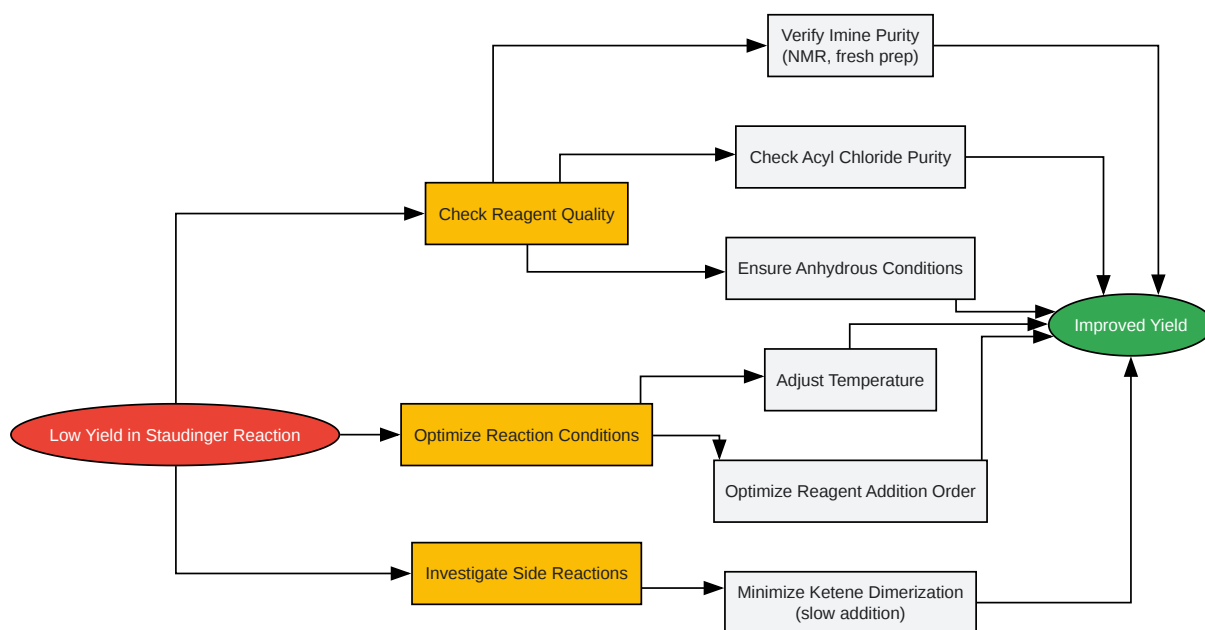 Verify Imine Purity
(NMR, fresh prep)
Check Acyl Chloride Purity
Check Reagent Quality
Ensure Anhydrous Conditions
Improved Yield
Adjust Temperature
Low Yield in Staudinger Reaction
Optimize Reaction Conditions
Optimize Reagent Addition Order
Investigate Side Reactions
Minimize Ketene Dimerization
(slow addition)